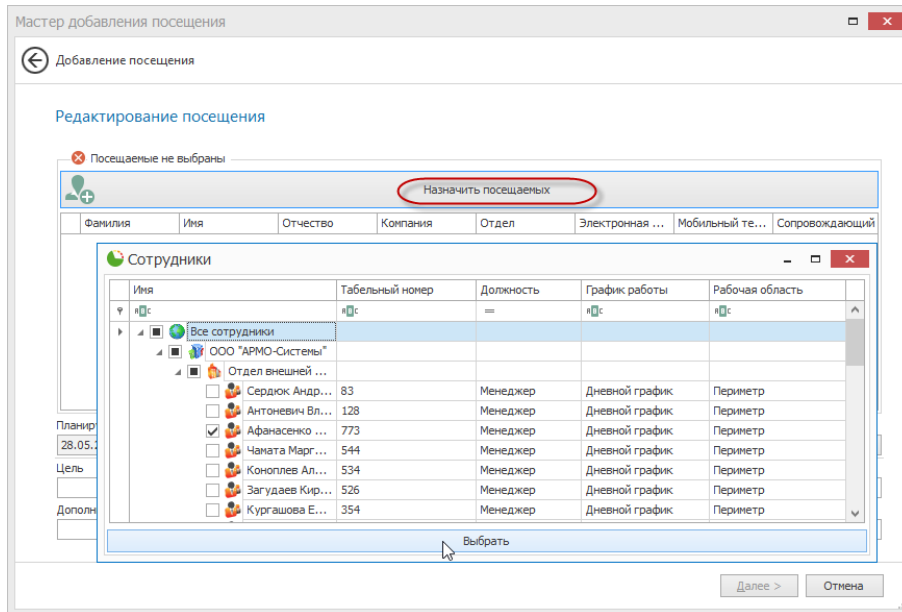 Мастер добавления посещения
Добавление посещения
Редактирование посещения
Посещаемые не выбраны
Назначить посещаемых
Фамилия Имя Отчество Компания Отдел Электронная ... Мобильный те... Сопровождающий
Сотрудники
Имя Табельный номер Должность График работы Рабочая область
=
Все сотрудники
ООО "АРМО-Системы"
Отдел внешней ...
Сердюк Андр... 83 Менеджер Дневной график Периметр
Антоневич Вл... 128 Менеджер Дневной график Периметр
Афанасенко ... 773 Менеджер Дневной график Периметр
Чамата Марг... 544 Менеджер Дневной график Периметр
Коноплев Ал... 534 Менеджер Дневной график Периметр
Загудаев Кир... 526 Менеджер Дневной график Периметр
Кургашова Е... 354 Менеджер Дневной график Периметр
Планир
28.05.2
Цель
Дополн
Выбрать
Далее >
Отмена